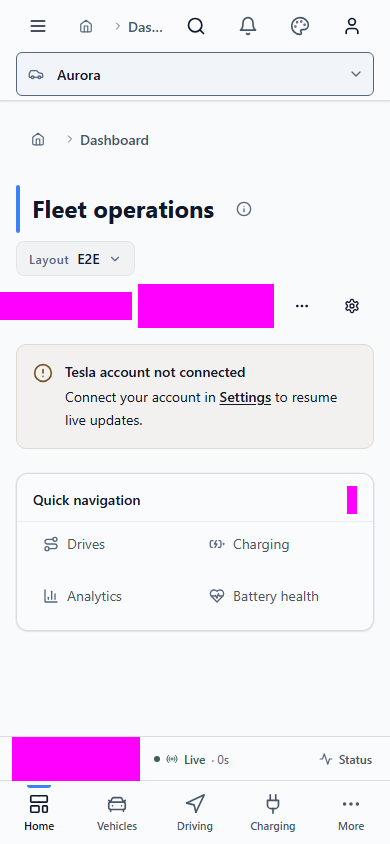 Das...
Aurora
Dashboard
Fleet operations
Layout E2E
Tesla account not connected
Connect your account in Settings to resume
live updates.
Quick navigation
Drives
Charging
Analytics
Battery health
Live · 0s
Status
Home
Vehicles
Driving
Charging
More